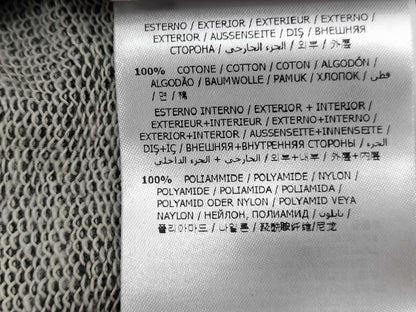 ESTERNO / EXTERIOR / EXTERIEUR / EXTERNO /
EXTERIOR / AUSSENSEITE / DIŞ / ВНЕШНЯЯ
СТОРОНА / الجزء الخارجي / 외부 / 外層
100% COTONE / COTTON / COTON / ALGODÓN /
ALGODÃO / BAUMWOLLE / PAMUK / ХЛОПОК / قطن
/ 면 / 棉
ESTERNO INTERNO / EXTERIOR + INTERIOR /
EXTERIEUR+INTERIEUR / EXTERNO+INTERNO /
EXTERIOR+INTERIOR / AUSSENSEITE+INNENSEITE /
DIŞ+IÇ / ВНЕШНЯЯ+ВНУТРЕННЯЯ СТОРОНЫ / الجزء
الخارجي + الجزء الداخلي / 외부+내부 / 外層+内層
100% POLIAMMIDE / POLYAMIDE / NYLON /
POLYAMIDE / POLIAMIDA / POLIAMIDA /
POLYAMID ODER NYLON / POLYAMID VEYA
NAYLON / НЕЙЛОН, ПОЛИАМИД / نايلون /
폴리아마드 / 나일론 / 聚酰胺纤维/尼龙